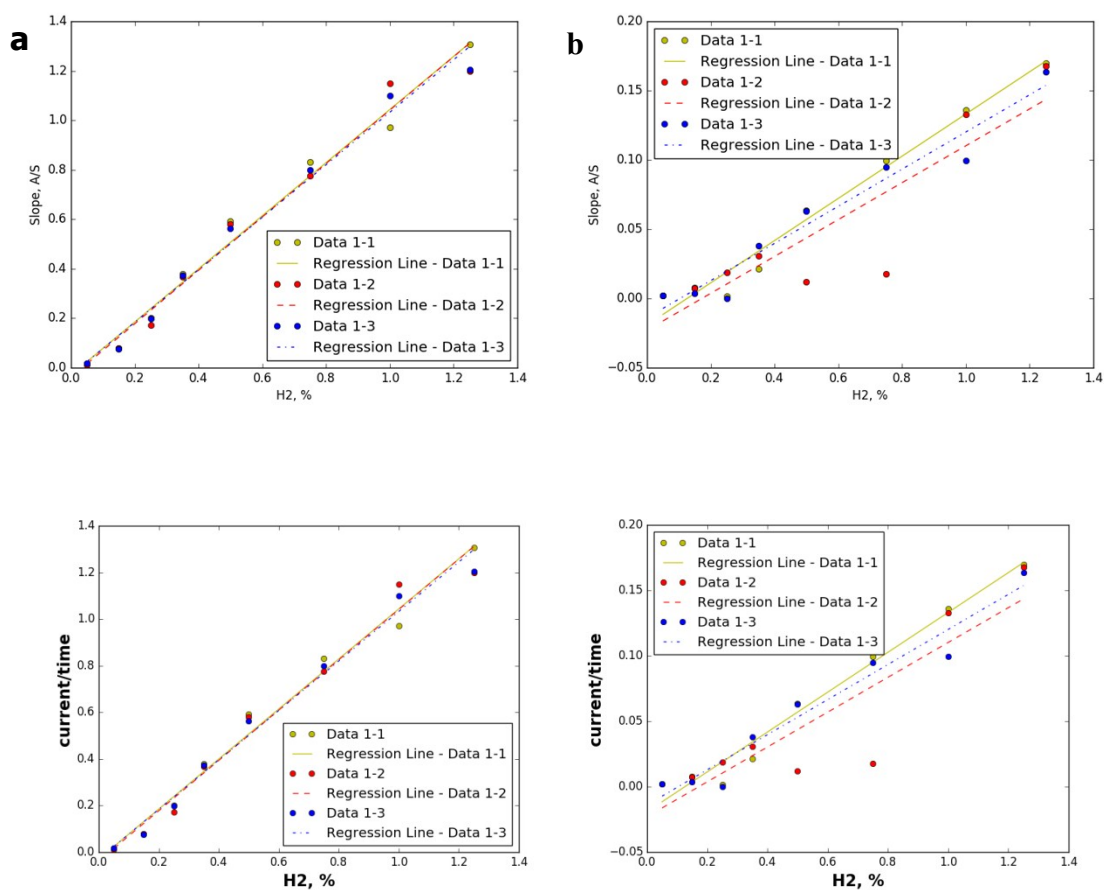 a
1.4
1.2
1.0
0.8
0.6
0.4
0.2
0.0
Slope, A/S
Data 1-1
Regression Line - Data 1-1
Data 1-2
Regression Line - Data 1-2
Data 1-3
Regression Line - Data 1-3
0.0 0.2 0.4 0.6 0.8 1.0 1.2 1.4
H2, %
b
0.20
0.15
0.10
0.05
0.00
−0.05
Slope, A/S
Data 1-1
Regression Line - Data 1-1
Data 1-2
Regression Line - Data 1-2
Data 1-3
Regression Line - Data 1-3
0.0 0.2 0.4 0.6 0.8 1.0 1.2 1.4
H2, %
1.4
1.2
1.0
0.8
0.6
0.4
0.2
0.0
current/time
Data 1-1
Regression Line - Data 1-1
Data 1-2
Regression Line - Data 1-2
Data 1-3
Regression Line - Data 1-3
0.0 0.2 0.4 0.6 0.8 1.0 1.2 1.4
H2, %
0.20
0.15
0.10
0.05
0.00
−0.05
current/time
Data 1-1
Regression Line - Data 1-1
Data 1-2
Regression Line - Data 1-2
Data 1-3
Regression Line - Data 1-3
0.0 0.2 0.4 0.6 0.8 1.0 1.2 1.4
H2, %